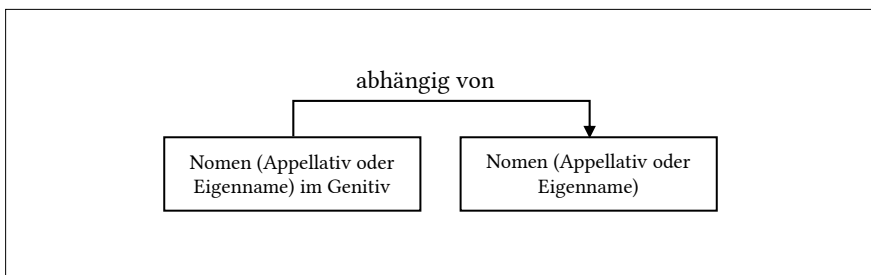 abhängig von
Nomen (Appellativ oder
Eigenname) im Genitiv
Nomen (Appellativ oder
Eigenname)